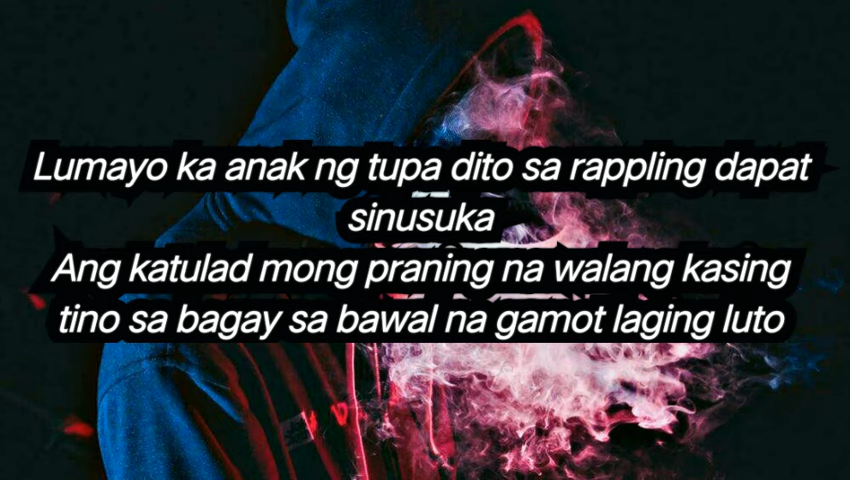 Lumayo ka anak ng tupa dito sa rappling dapat
sinusuka
Ang katulad mong praning na walang kasing
tino sa bagay sa bawal na gamot laging luto